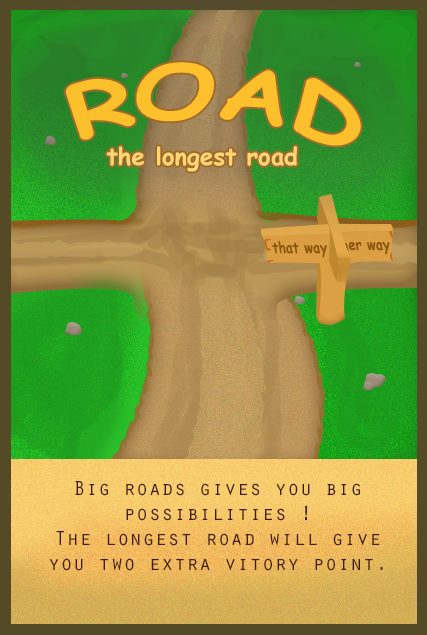 ROAD
the longest road
that way way
BIG ROADS GIVES YOU BIG
POSSIBILITIES !
THE LONGEST ROAD WILL GIVE
YOU TWO EXTRA VITORY POINT.